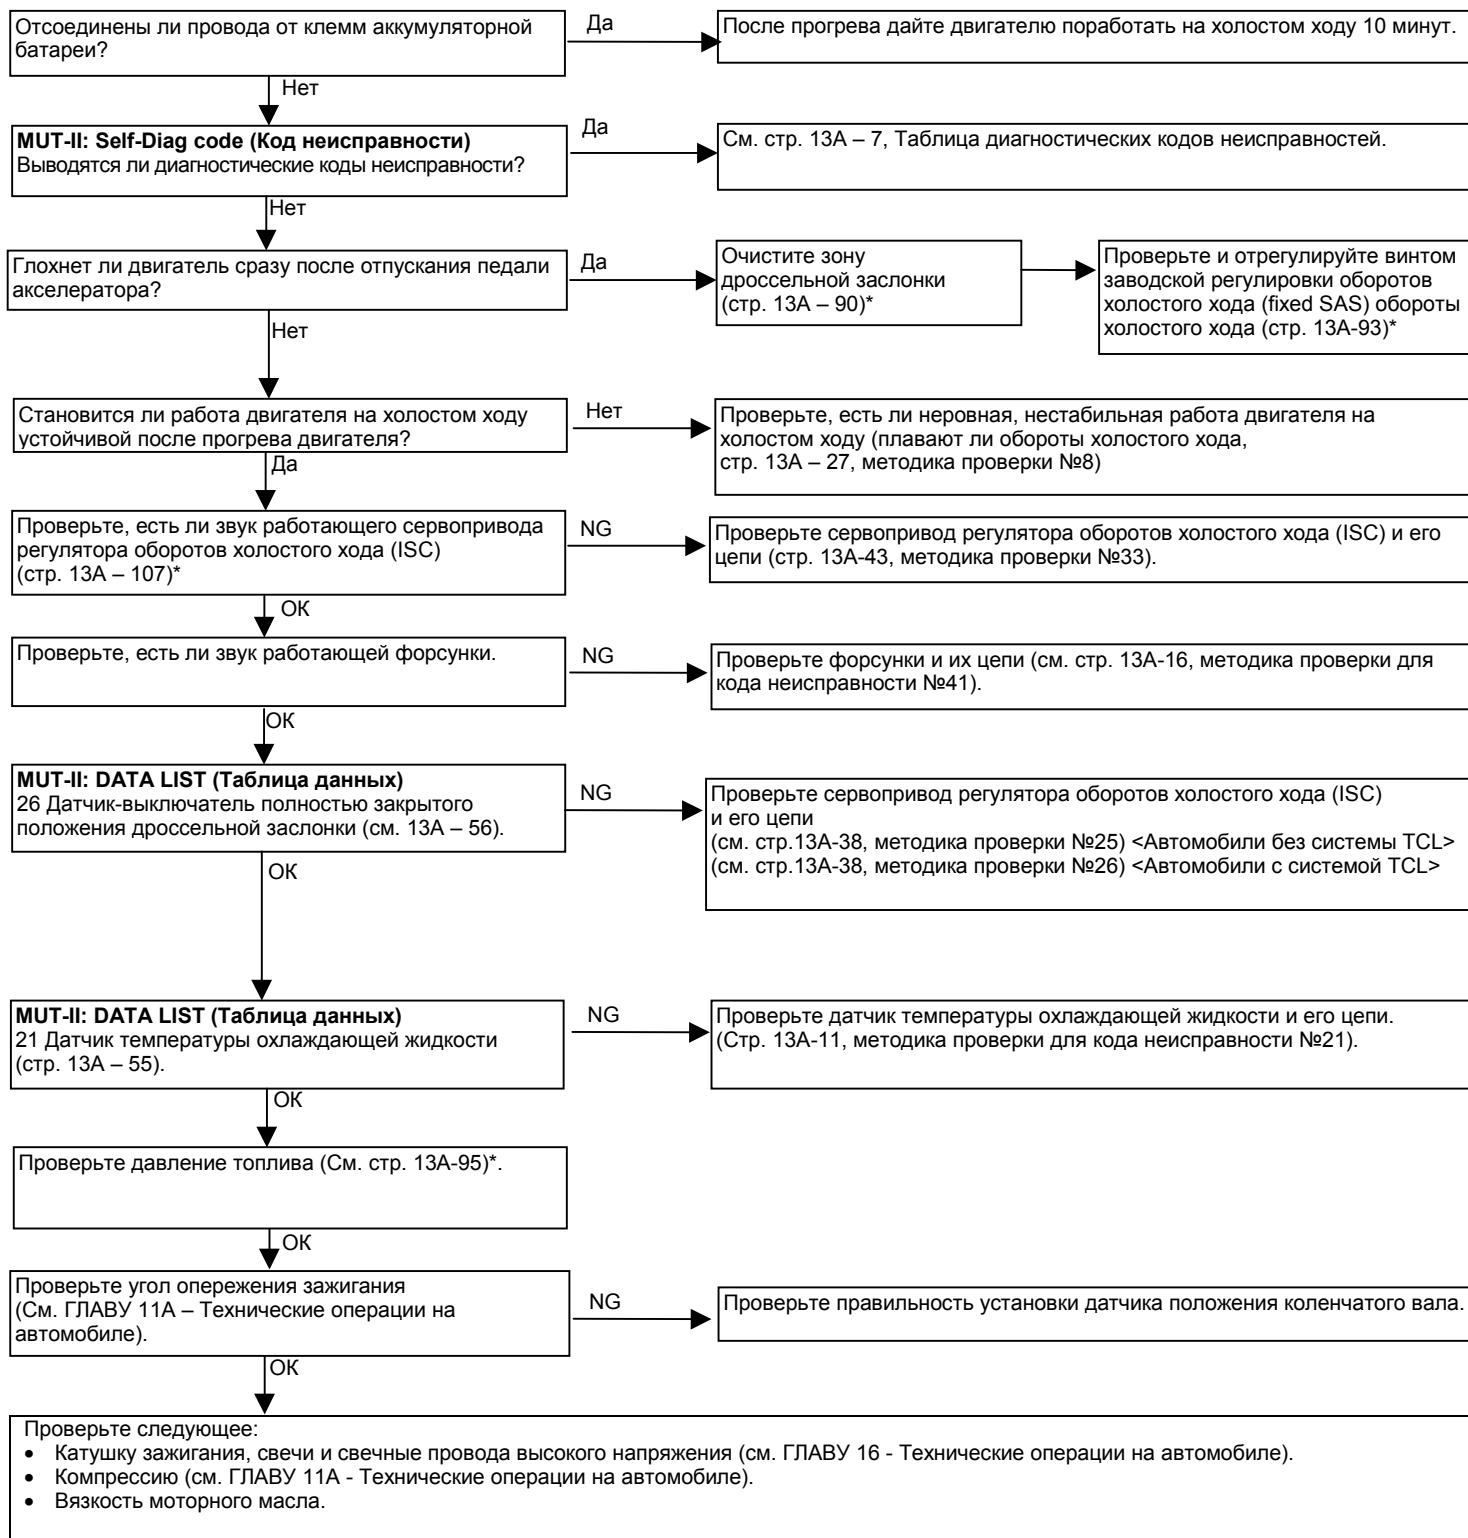 Отсоединены ли провода от клемм аккумуляторной
батареи?
Да
После прогрева дайте двигателю поработать на холостом ходу 10 минут.
Нет
MUT-II: Self-Diag code (Код неисправности)
Выводятся ли диагностические коды неисправности?
Да
См. стр. 13А – 7, Таблица диагностических кодов неисправностей.
Нет
Глохнет ли двигатель сразу после отпускания педали
акселератора?
Да
Очистите зону
дроссельной заслонки
(стр. 13А – 90)*
Проверьте и отрегулируйте винтом
заводской регулировки оборотов
холостого хода (fixed SAS) обороты
холостого хода (стр. 13А-93)*
Нет
Становится ли работа двигателя на холостом ходу
устойчивой после прогрева двигателя?
Нет
Проверьте, есть ли неровная, нестабильная работа двигателя на
холостом ходу (плавают ли обороты холостого хода,
стр. 13А – 27, методика проверки №8)
Да
Проверьте, есть ли звук работающего сервопривода
регулятора оборотов холостого хода (ISC)
(стр. 13А – 107)*
NG
Проверьте сервопривод регулятора оборотов холостого хода (ISC) и его
цепи (стр. 13А-43, методика проверки №33).
ОК
Проверьте, есть ли звук работающей форсунки.
NG
Проверьте форсунки и их цепи (см. стр. 13А-16, методика проверки для
кода неисправности №41).
ОК
MUT-II: DATA LIST (Таблица данных)
26 Датчик-выключатель полностью закрытого
положения дроссельной заслонки (см. 13А – 56).
NG
Проверьте сервопривод регулятора оборотов холостого хода (ISC)
и его цепи
(см. стр.13А-38, методика проверки №25) <Автомобили без системы TCL>
(см. стр.13А-38, методика проверки №26) <Автомобили с системой TCL>
ОК
MUT-II: DATA LIST (Таблица данных)
21 Датчик температуры охлаждающей жидкости
(стр. 13А – 55).
NG
Проверьте датчик температуры охлаждающей жидкости и его цепи.
(Стр. 13А-11, методика проверки для кода неисправности №21).
ОК
Проверьте давление топлива (См. стр. 13А-95)*.
ОК
Проверьте угол опережения зажигания
(См. ГЛАВУ 11А – Технические операции на
автомобиле).
NG
Проверьте правильность установки датчика положения коленчатого вала.
ОК
Проверьте следующее:
• Катушку зажигания, свечи и свечные провода высокого напряжения (см. ГЛАВУ 16 - Технические операции на автомобиле).
• Компрессию (см. ГЛАВУ 11А - Технические операции на автомобиле).
• Вязкость моторного масла.